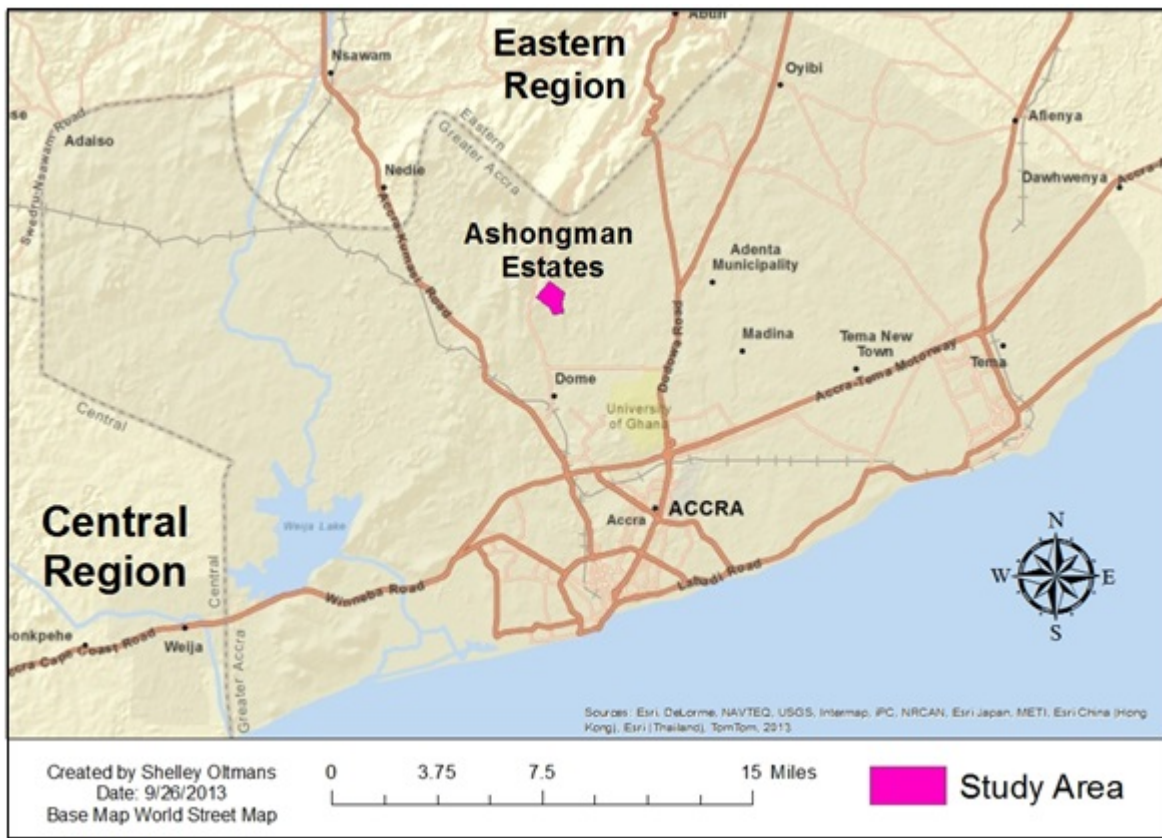 Aburi
Eastern
Region
Nsawam
Oyibi
se
Adaiso
Swedru-Nsawam Road
Eastern
Greater Accra
Afienya
Nedie
Dawhwenya
Accra-A
Accra-Kumasi Road
Ashongman
Estates
Adenta
Municipality
Dodowa Road
Madina
Tema New
Town
Tema
Accra-Tema Motorway
Dome
University
of Ghana
Central
Central
Region
Weija Lake
Accra
ACCRA
Central
Greater Accra
Winneba Road
Labadi Road
onkpehe
Weija
ccra Cape Coast Road
N
W
E
S
Sources: Esri, DeLorme, NAVTEQ, USGS, Intermap, iPC, NRCAN, Esri Japan, METI, Esri China (Hong
Kong), Esri (Thailand), TomTom, 2013
Created by Shelley Oltmans
Date: 9/26/2013
Base Map World Street Map
0 3.75 7.5 15 Miles
Study Area